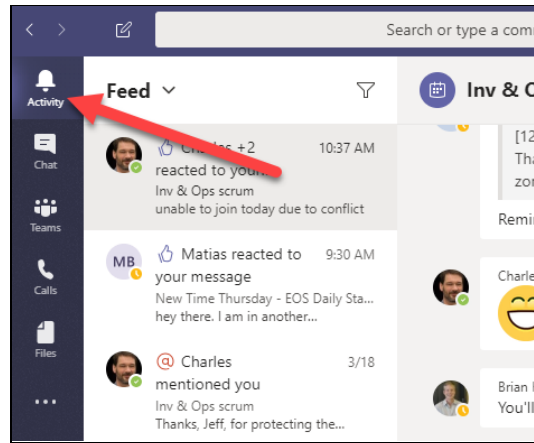 Search or type a com
Activity
Chat
Teams
Calls
Files
Feed
Charles +2 10:37 AM
reacted to your
Inv & Ops scrum
unable to join today due to conflict
MB
Matias reacted to 9:30 AM
your message
New Time Thursday - EOS Daily Sta...
hey there. I am in another...
@ Charles 3/18
mentioned you
Inv & Ops scrum
Thanks, Jeff, for protecting the...
Inv & O
[12
Tha
zor
Remi
Charle
Brian
You'll